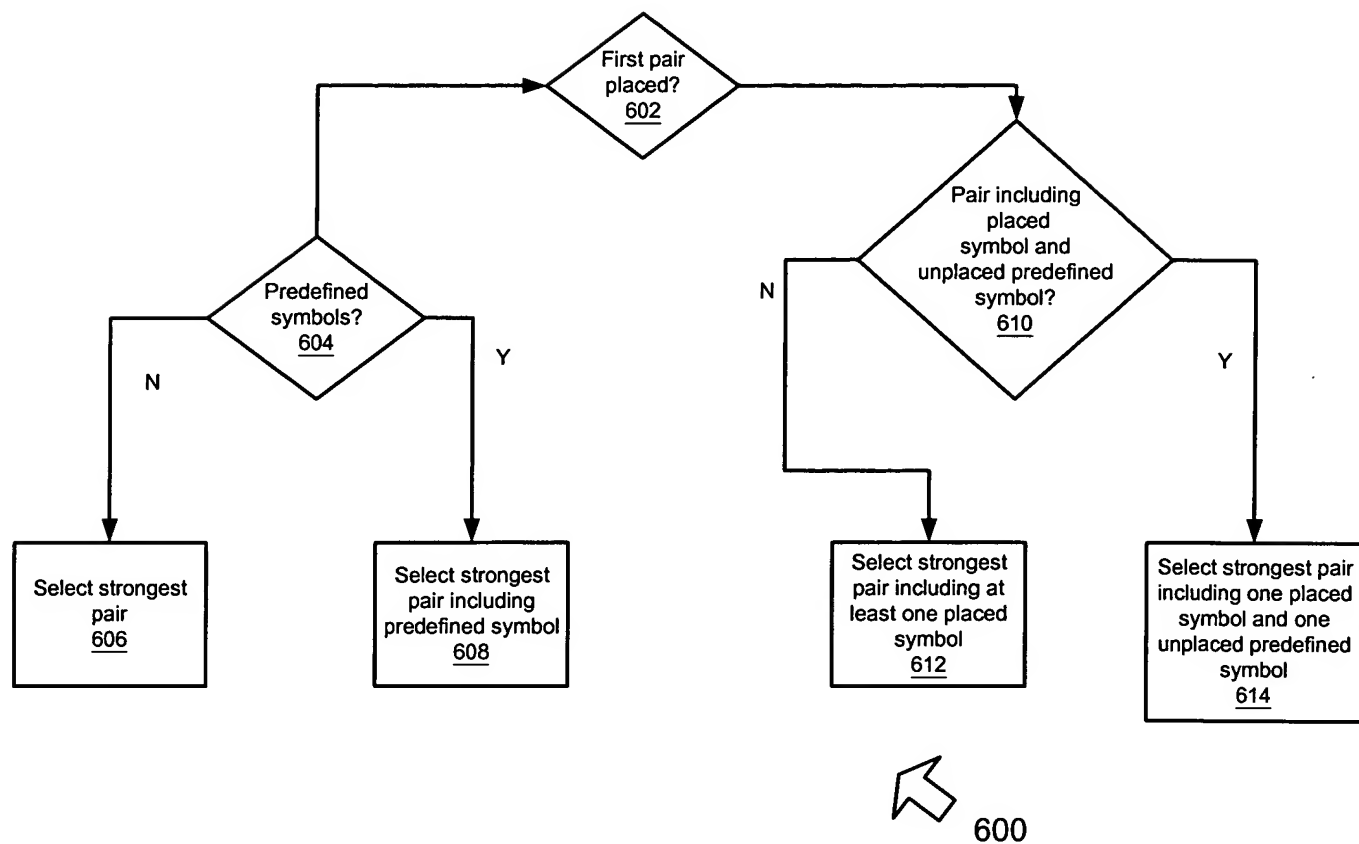 First pair
placed?
602
Pair including
placed
symbol and
unplaced predefined
symbol?
610
N
Y
Predefined
symbols?
604
N
Y
Select strongest
pair
606
Select strongest
pair including
predefined symbol
608
Select strongest
pair including at
least one placed
symbol
612
Select strongest pair
including one placed
symbol and one
unplaced predefined
symbol
614
600